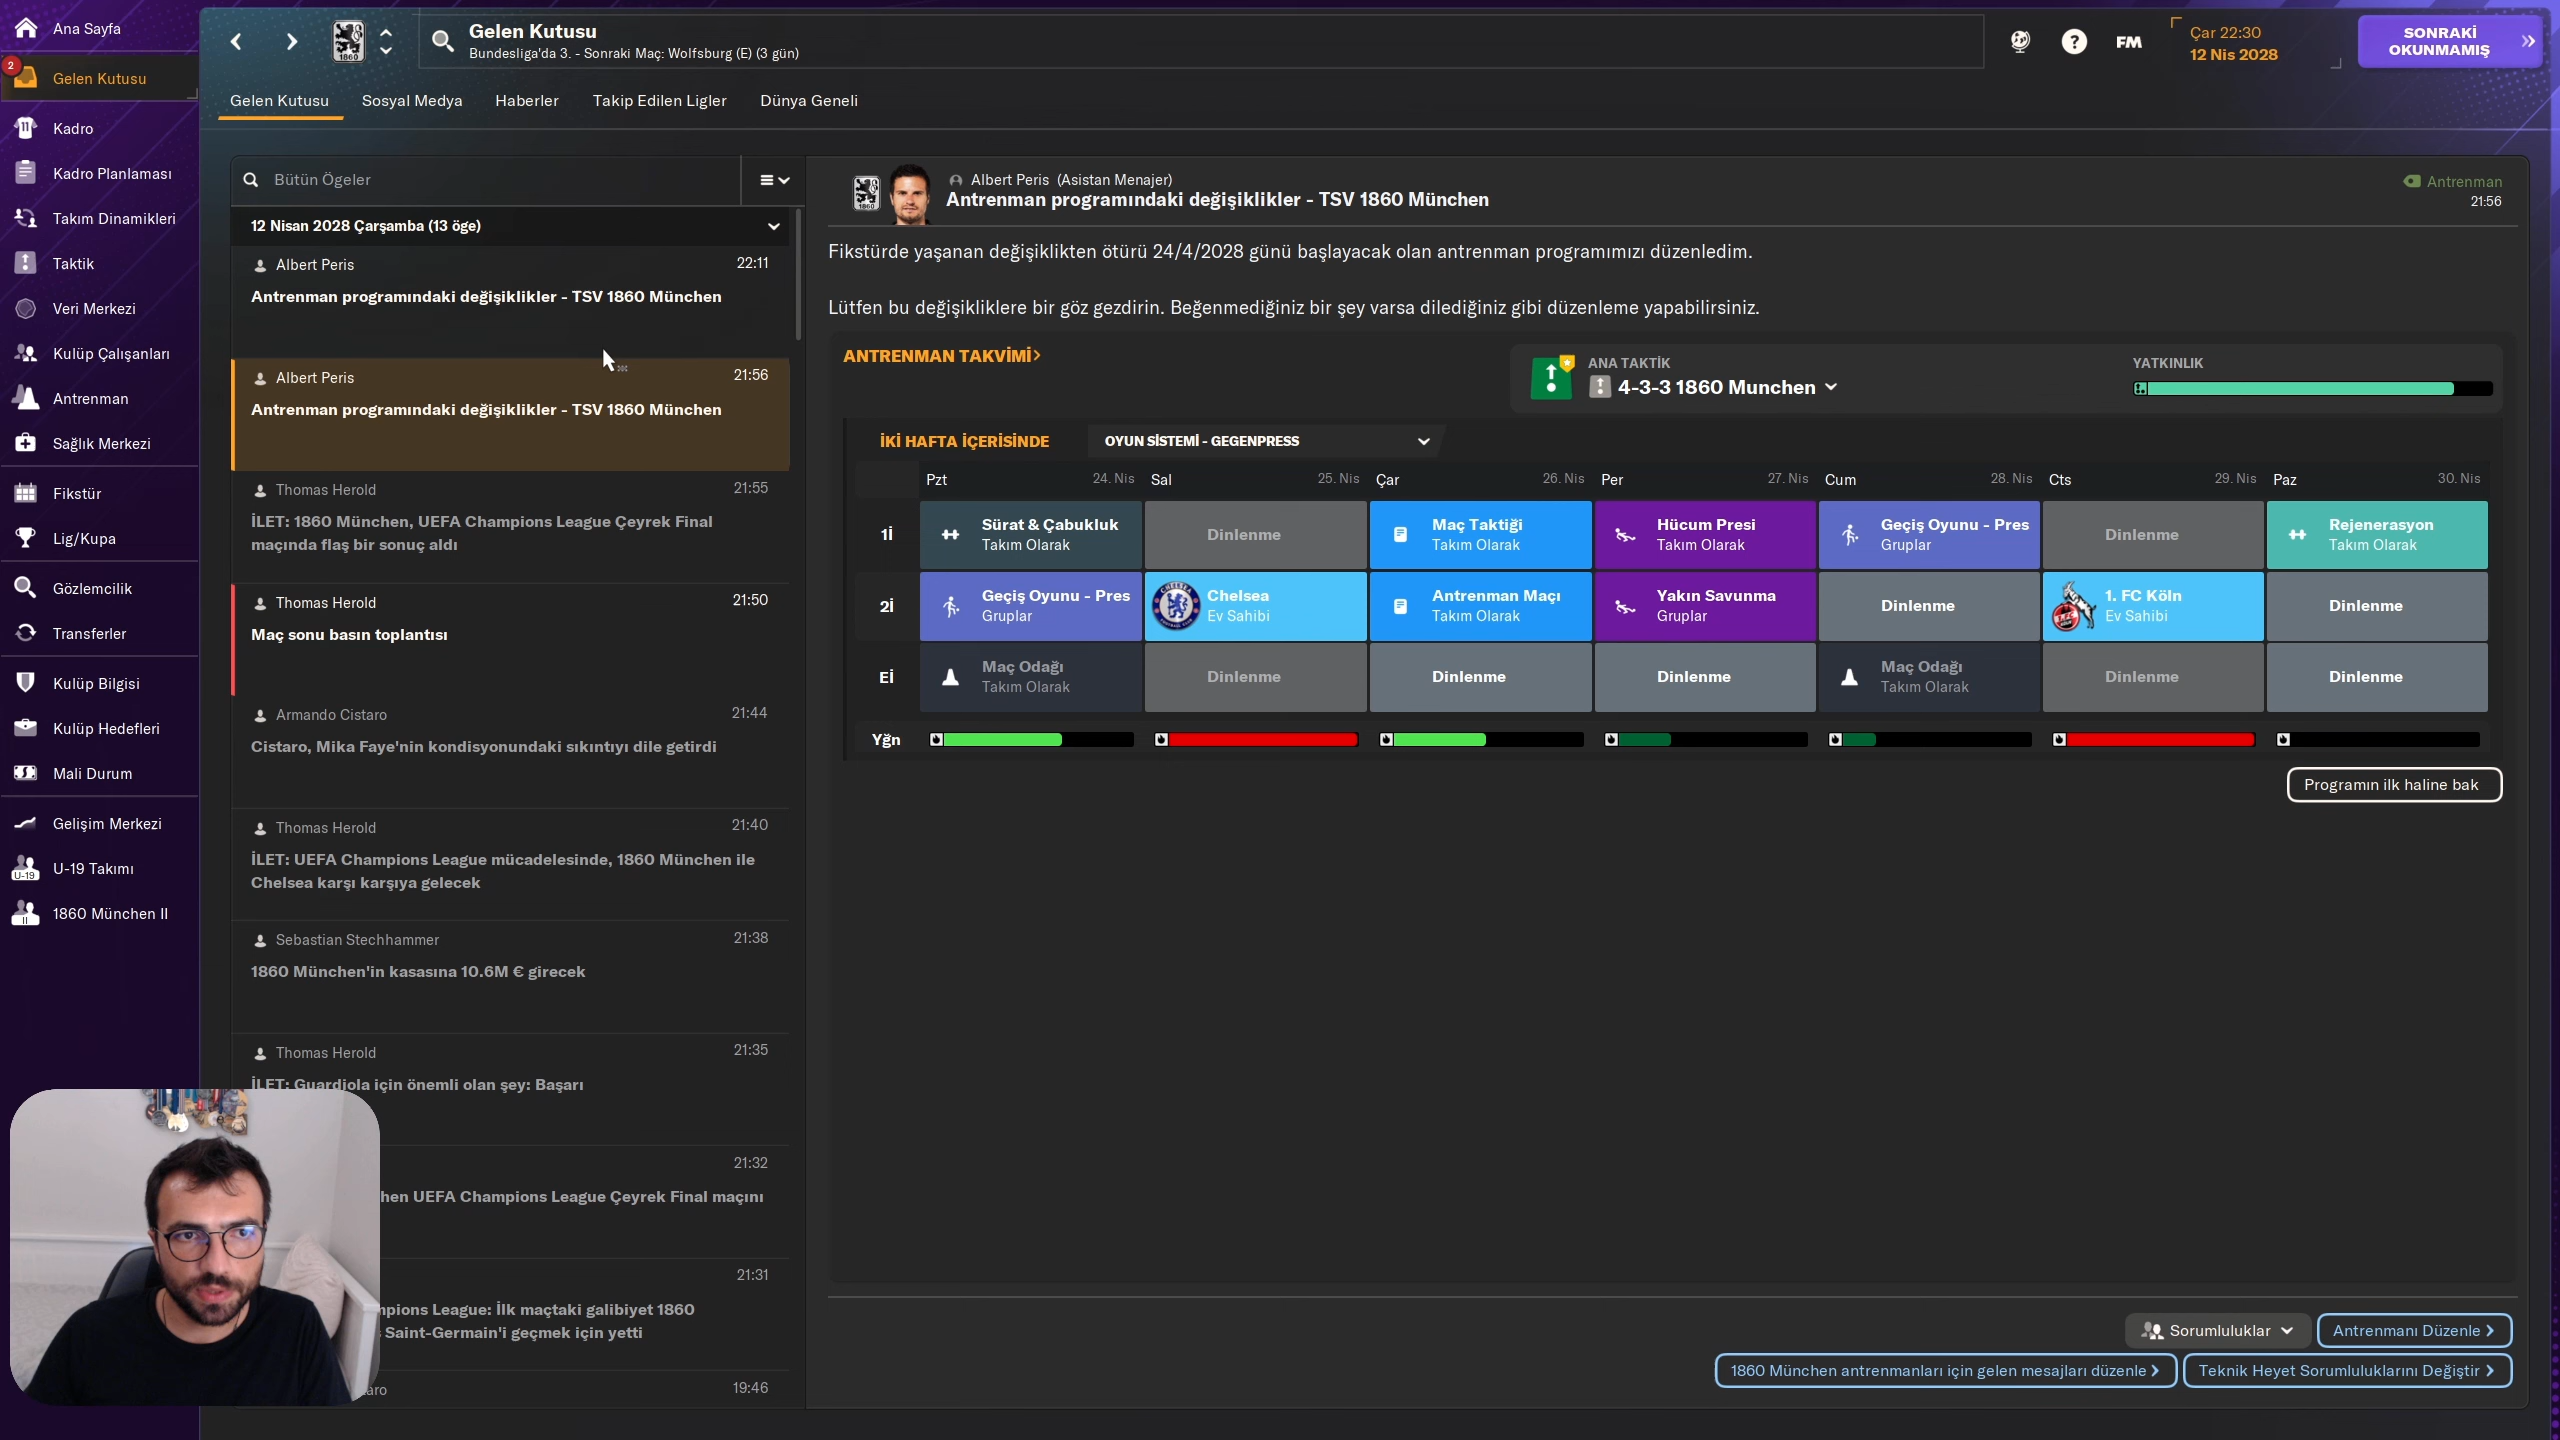 Ana Sayfa
2
Gelen Kutusu
Kadro
Kadro Planlaması
Takım Dinamikleri
Taktik
Veri Merkezi
Kulüp Çalışanları
Antrenman
Sağlık Merkezi
Fikstür
Lig/Kupa
Gözlemcilik
Transferler
Kulüp Bilgisi
Kulüp Hedefleri
Mali Durum
Gelişim Merkezi
U-19 Takımı
1860 München II
Gelen Kutusu
Bundesliga'da 3. - Sonraki Maç: Wolfsburg (E) (3 gün)
FM
Çar 22:30
12 Nis 2028
SONRAKİ
OKUNMAMIŞ
Gelen Kutusu Sosyal Medya Haberler Takip Edilen Ligler Dünya Geneli
Bütün Ögeler
12 Nisan 2028 Çarşamba (13 öge)
Albert Peris 22:11
Antrenman programındaki değişiklikler - TSV 1860 München
Albert Peris 21:56
Antrenman programındaki değişiklikler - TSV 1860 München
Thomas Herold 21:55
İLET: 1860 München, UEFA Champions League Çeyrek Final
maçında flaş bir sonuç aldı
Thomas Herold 21:50
Maç sonu basın toplantısı
Armando Cistaro 21:44
Cistaro, Mika Faye'nin kondisyonundaki sıkıntıyı dile getirdi
Thomas Herold 21:40
İLET: UEFA Champions League mücadelesinde, 1860 München ile
Chelsea karşı karşıya gelecek
Sebastian Stechhammer 21:38
1860 München'in kasasına 10.6M € girecek
Thomas Herold 21:35
İLET: Guardiola için önemli olan şey: Başarı
21:32
UEFA Champions League Çeyrek Final maçını
21:31
League: İlk maçtaki galibiyet 1860
Saint-Germain'i geçmek için yetti
19:46
Albert Peris (Asistan Menajer)
Antrenman programındaki değişiklikler - TSV 1860 München
Antrenman
21:56
Fikstürde yaşanan değişiklikten ötürü 24/4/2028 günü başlayacak olan antrenman programımızı düzenledim.
Lütfen bu değişikliklere bir göz gezdirin. Beğenmediğiniz bir şey varsa dilediğiniz gibi düzenleme yapabilirsiniz.
ANTRENMAN TAKVİMİ
ANA TAKTİK
4-3-3 1860 Munchen
YATKINLIK
İKİ HAFTA İÇERİSİNDE OYUN SİSTEMİ - GEGENPRESS
Pzt 24. Nis Sal 25. Nis Çar 26. Nis Per 27. Nis Cum 28. Nis Cts 29. Nis Paz 30. Nis
1İ
Sürat & Çabukluk
Takım Olarak
Dinlenme
Maç Taktiği
Takım Olarak
Hücum Presi
Takım Olarak
Geçiş Oyunu - Pres
Gruplar
Dinlenme
Rejenerasyon
Takım Olarak
2İ
Geçiş Oyunu - Pres
Gruplar
Chelsea
Ev Sahibi
Antrenman Maçı
Takım Olarak
Yakın Savunma
Gruplar
Dinlenme
1. FC Köln
Ev Sahibi
Dinlenme
Eİ
Maç Odağı
Takım Olarak
Dinlenme
Dinlenme
Dinlenme
Maç Odağı
Takım Olarak
Dinlenme
Dinlenme
Yğn
Programın ilk haline bak
Sorumluluklar
Antrenmanı Düzenle
1860 München antrenmanları için gelen mesajları düzenle
Teknik Heyet Sorumluluklarını Değiştir